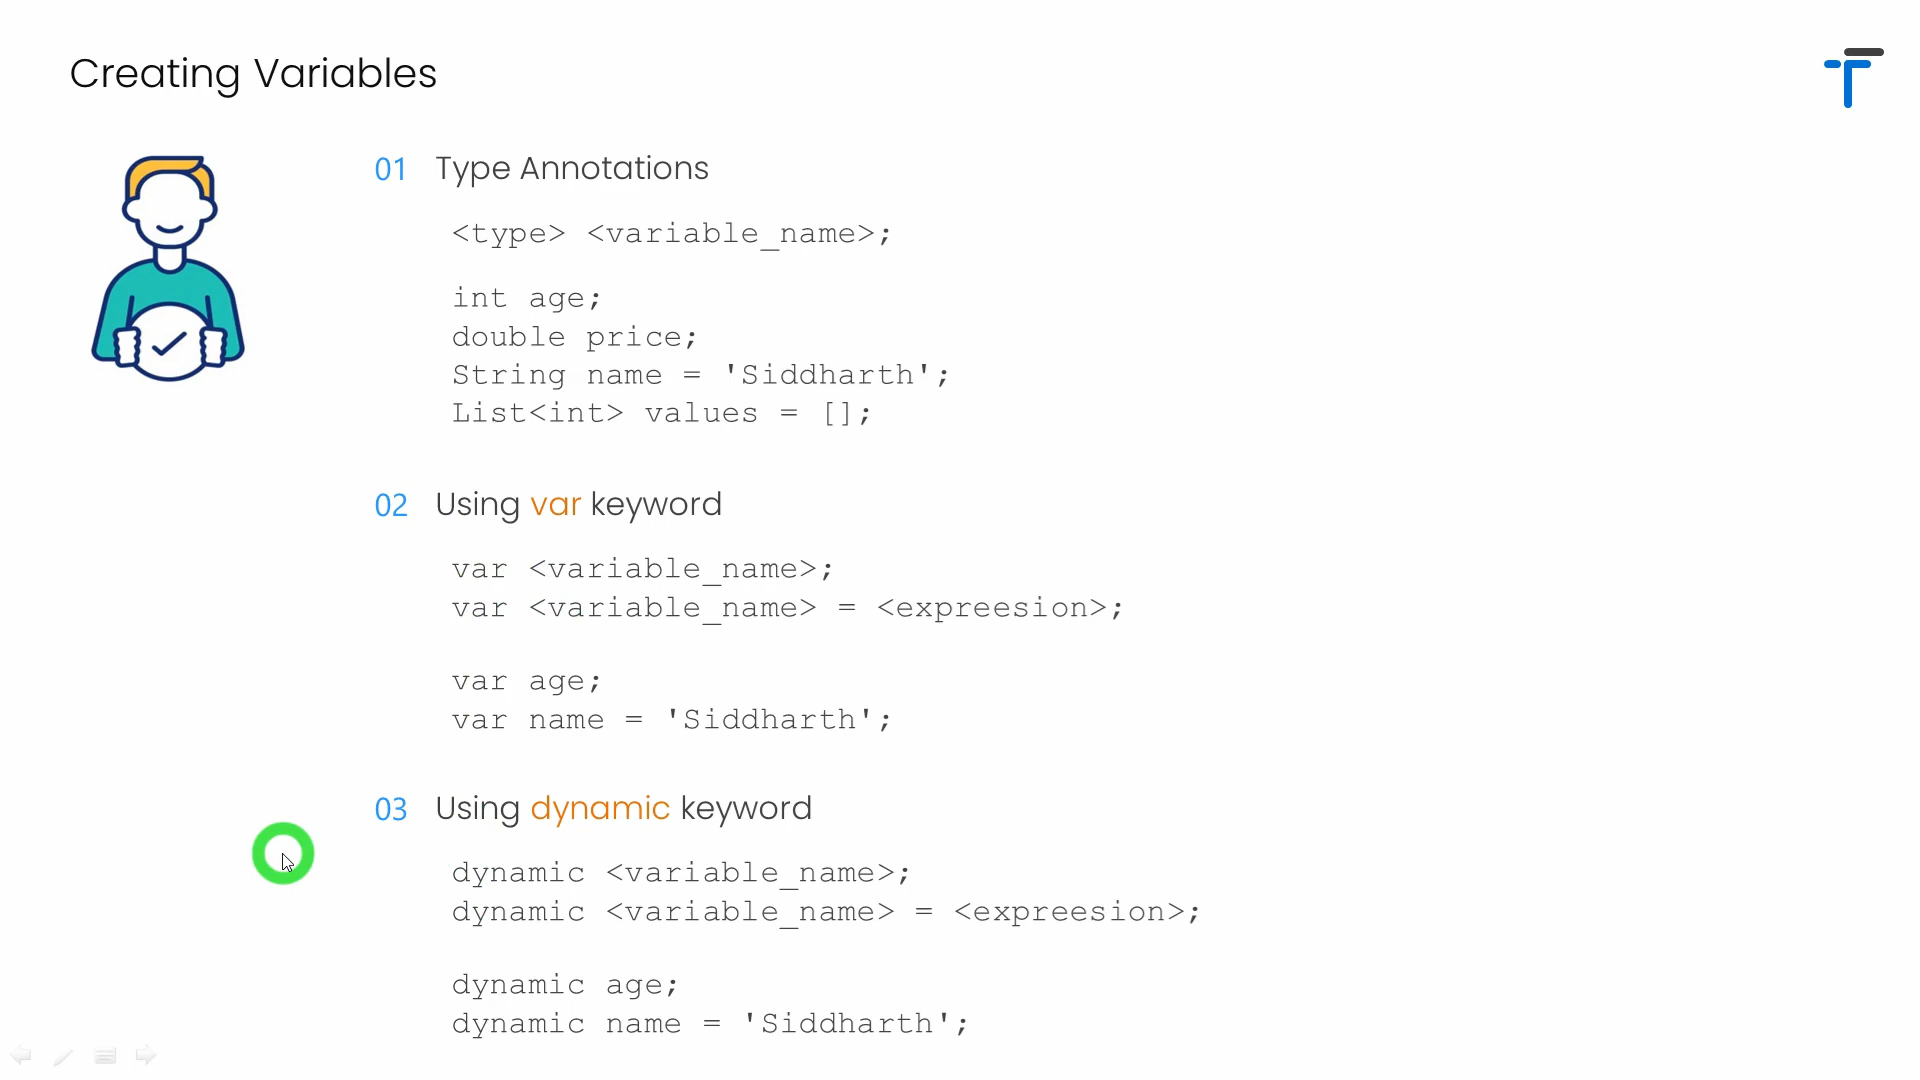 Creating Variables
01 Type Annotations
<type> <variable_name>;
int age;
double price;
String name = 'Siddharth';
List<int> values = [];
02 Using var keyword
var <variable_name>;
var <variable_name> = <expreesion>;
var age;
var name = 'Siddharth';
03 Using dynamic keyword
dynamic <variable_name>;
dynamic <variable_name> = <expreesion>;
dynamic age;
dynamic name = 'Siddharth';